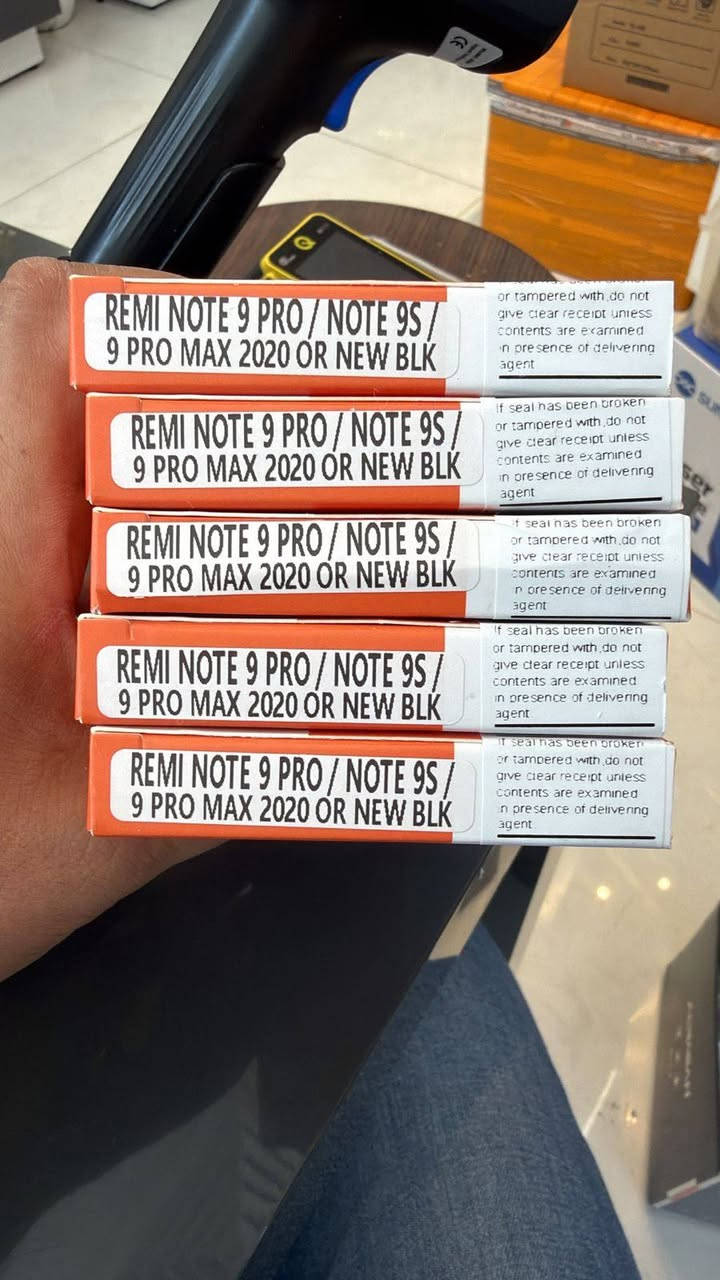 REMI NOTE 9 PRO / NOTE 9S /
9 PRO MAX 2020 OR NEW BLK
or tampered with,do not
give clear receipt unless
contents are examined
in presence of delivering
agent
REMI NOTE 9 PRO / NOTE 9S /
9 PRO MAX 2020 OR NEW BLK
If seal has been broken
or tampered with,do not
give clear receipt unless
contents are examined
in presence of delivering
agent
REMI NOTE 9 PRO / NOTE 9S /
9 PRO MAX 2020 OR NEW BLK
If seal has been broken
or tampered with,do not
give clear receipt unless
contents are examined
in presence of delivering
agent
REMI NOTE 9 PRO / NOTE 9S /
9 PRO MAX 2020 OR NEW BLK
If seal has been broken
or tampered with,do not
give clear receipt unless
contents are examined
in presence of delivering
agent
REMI NOTE 9 PRO / NOTE 9S /
9 PRO MAX 2020 OR NEW BLK
If seal has been broken
or tampered with,do not
give clear receipt unless
contents are examined
in presence of delivering
agent